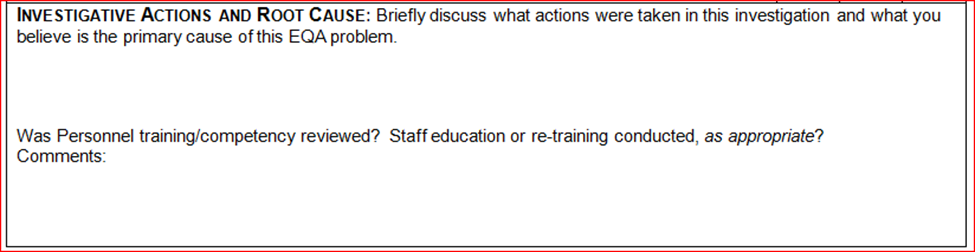 INVESTIGATIVE ACTIONS AND ROOT CAUSE: Briefly discuss what actions were taken in this investigation and what you
believe is the primary cause of this EQA problem.
Was Personnel training/competency reviewed? Staff education or re-training conducted, as appropriate?
Comments: